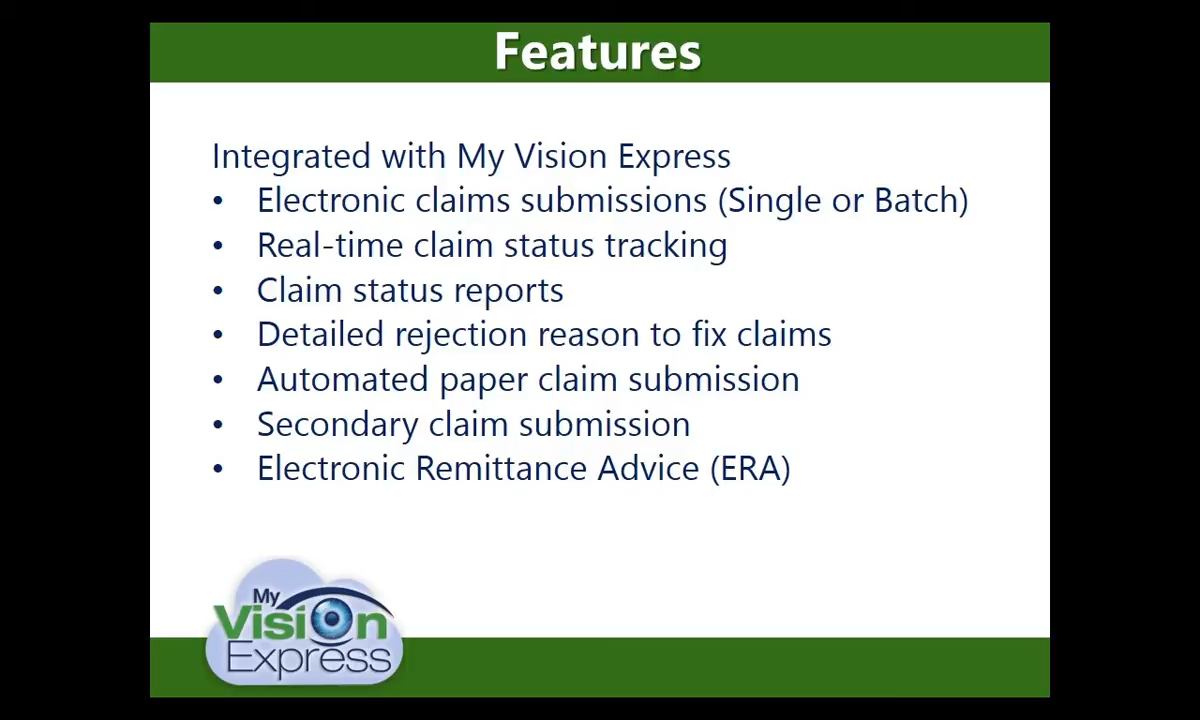 Features
Integrated with My Vision Express
• Electronic claims submissions (Single or Batch)
• Real-time claim status tracking
• Claim status reports
• Detailed rejection reason to fix claims
• Automated paper claim submission
• Secondary claim submission
• Electronic Remittance Advice (ERA)
My
Vision
Express